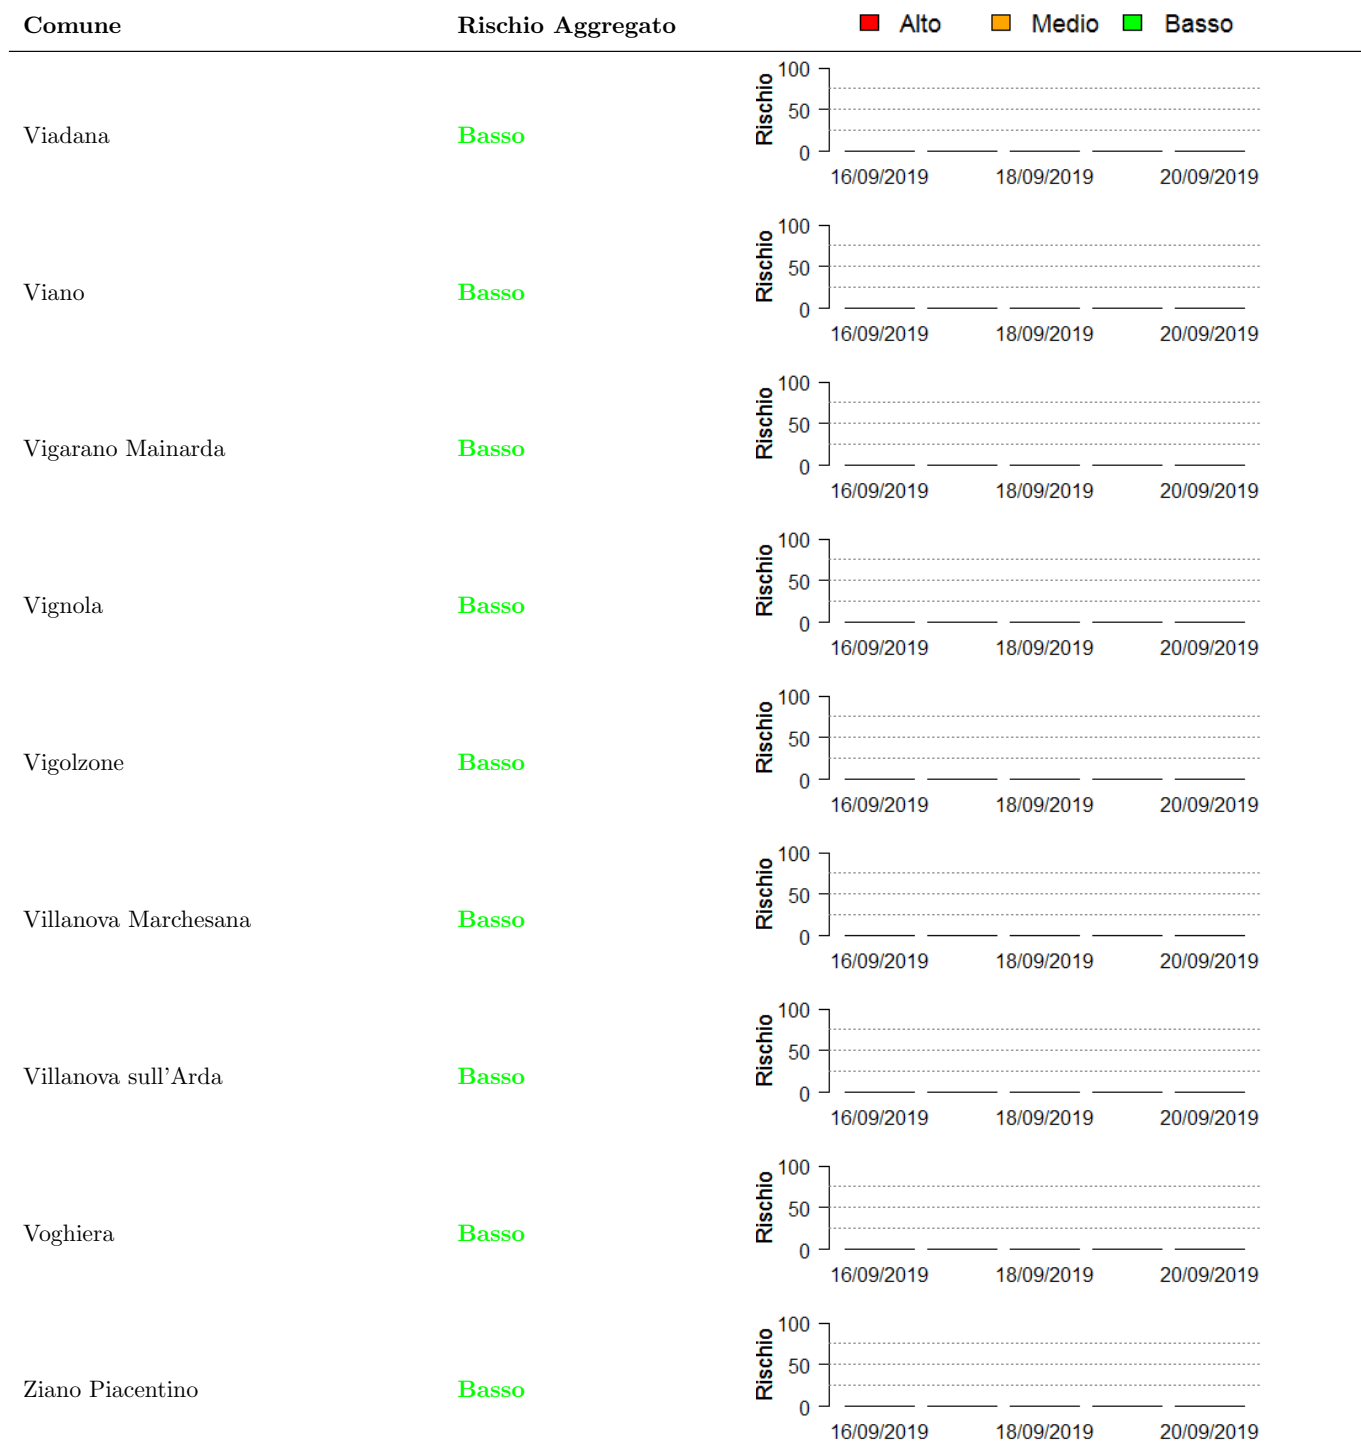 Comune Rischio Aggregato Alto Medio Basso
100
50
0
Rischio
Viadana Basso
16/09/2019 18/09/2019 20/09/2019
100
50
0
Rischio
Viano Basso
16/09/2019 18/09/2019 20/09/2019
100
50
0
Rischio
Vigarano Mainarda Basso
16/09/2019 18/09/2019 20/09/2019
100
50
0
Rischio
Vignola Basso
16/09/2019 18/09/2019 20/09/2019
100
50
0
Rischio
Vigolzone Basso
16/09/2019 18/09/2019 20/09/2019
100
50
0
Rischio
Villanova Marchesana Basso
16/09/2019 18/09/2019 20/09/2019
100
50
0
Rischio
Villanova sull'Arda Basso
16/09/2019 18/09/2019 20/09/2019
100
50
0
Rischio
Voghiera Basso
16/09/2019 18/09/2019 20/09/2019
100
50
0
Rischio
Ziano Piacentino Basso
16/09/2019 18/09/2019 20/09/2019